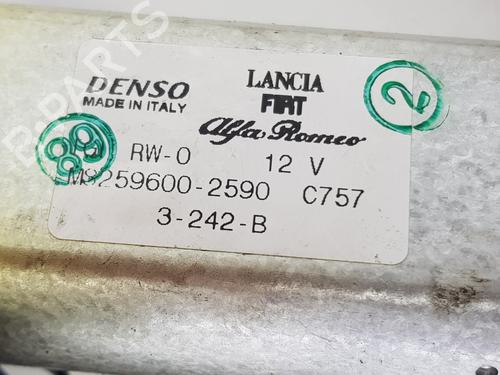 DENSO
MADE IN ITALY
LANCIA
FIAT
Alfa Romeo
2
RW-0 12 V
MS259600-2590 C757
3-242-B